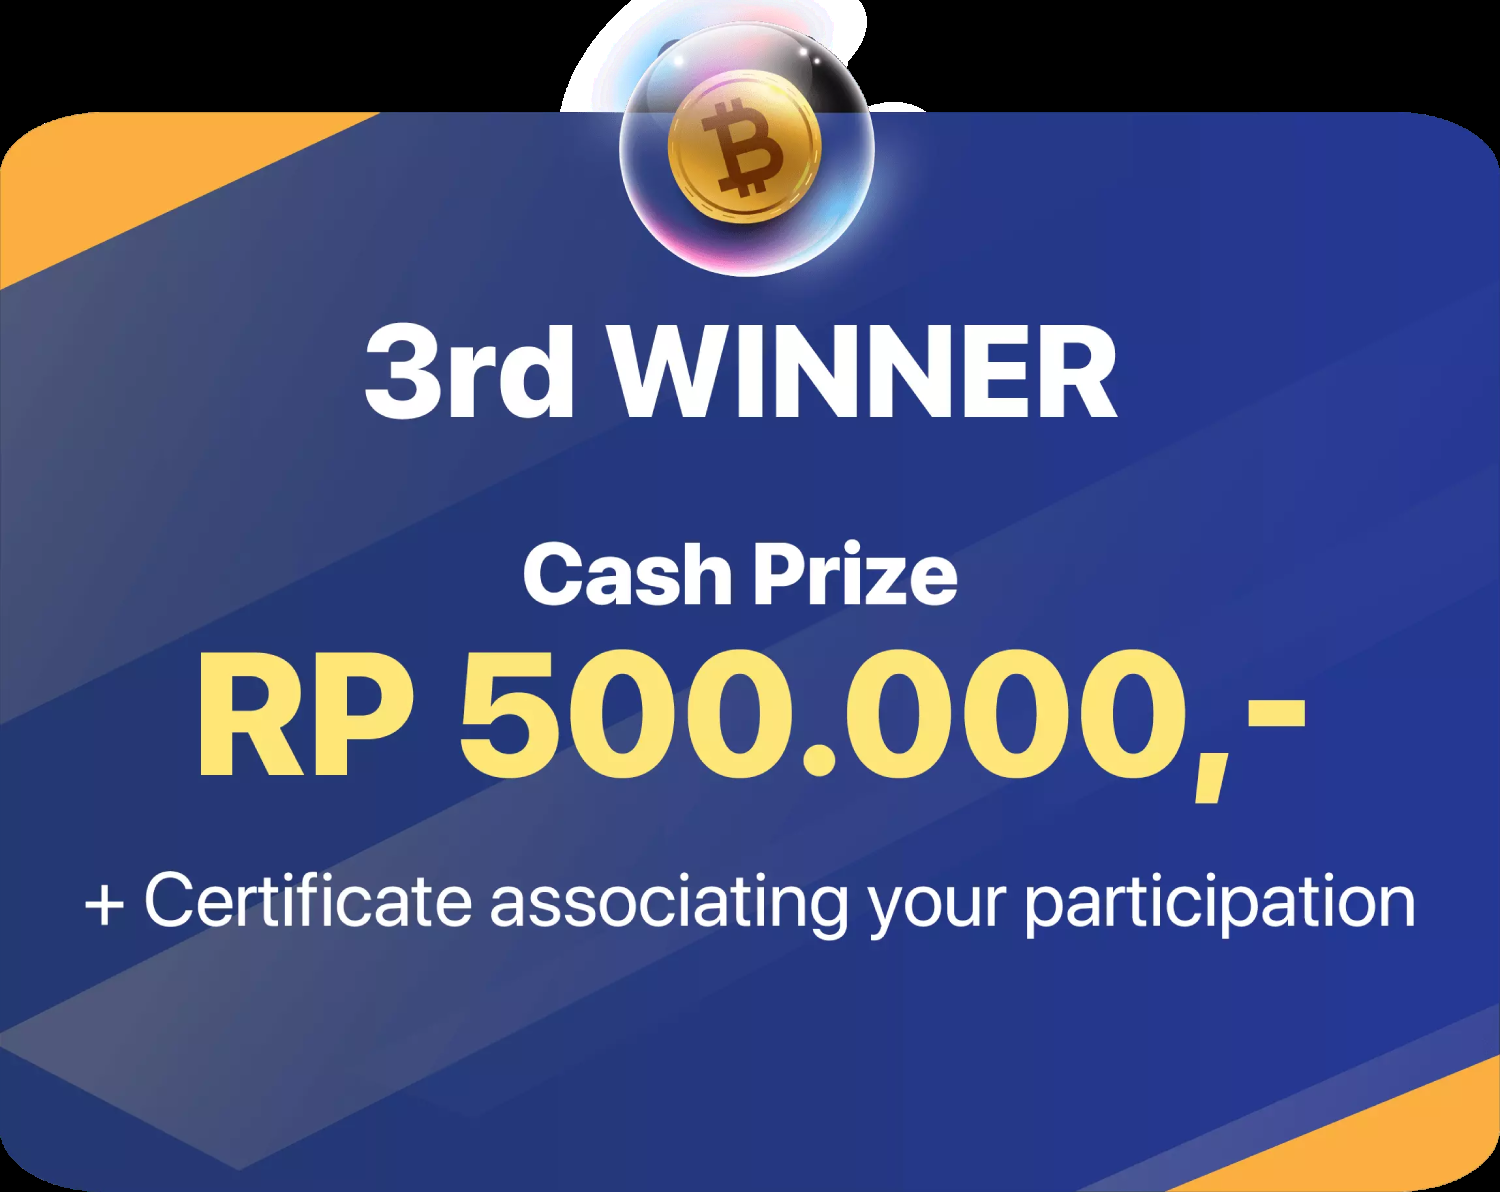 3rd WINNER
Cash Prize
RP 500.000,-
+ Certificate associating your participation